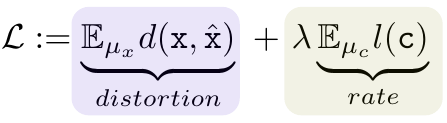 ℒ := 𝔼_{μ_x} d(x, x̂) + λ 𝔼_{μ_c} l(c)
distortion rate